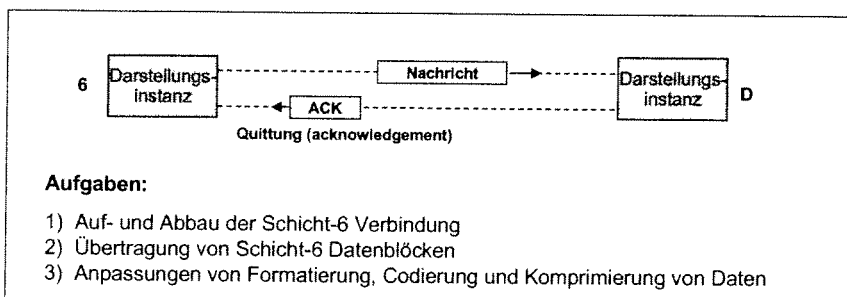 Nachricht
6
Darstellungs-
instanz
Darstellungs-
instanz
D
ACK
Quittung (acknowledgement)
Aufgaben:
1) Auf- und Abbau der Schicht-6 Verbindung
2) Übertragung von Schicht-6 Datenblöcken
3) Anpassungen von Formatierung, Codierung und Komprimierung von Daten